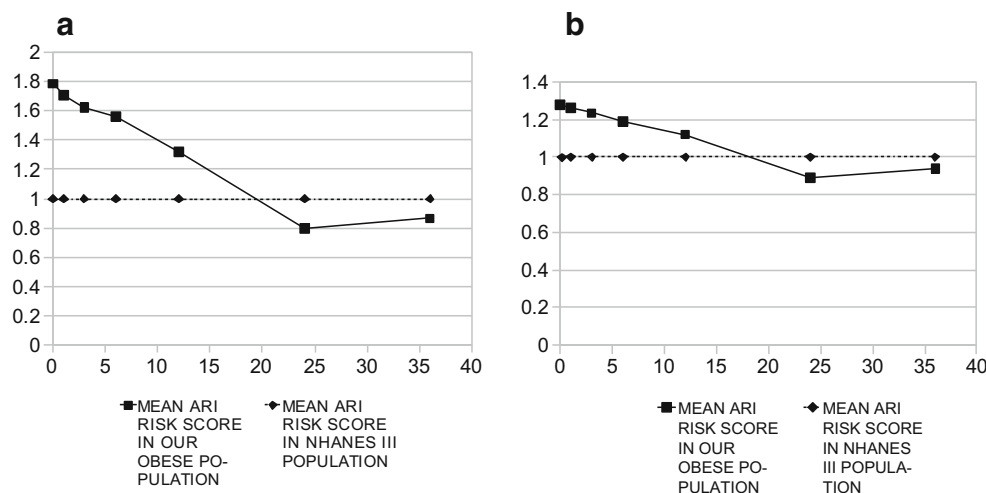 a
2
1.8
1.6
1.4
1.2
1
0.8
0.6
0.4
0.2
0
0 5 10 15 20 25 30 35 40
MEAN ARI
RISK SCORE
IN OUR
OBESE PO-
PULATION
MEAN ARI
RISK SCORE
IN NHANES III
POPULATION
b
1.4
1.2
1
0.8
0.6
0.4
0.2
0
0 5 10 15 20 25 30 35 40
MEAN ARI
RISK SCORE
IN OUR
OBESE PO-
PULATION
MEAN ARI
RISK SCORE
IN NHANES
III POPULA-
TION